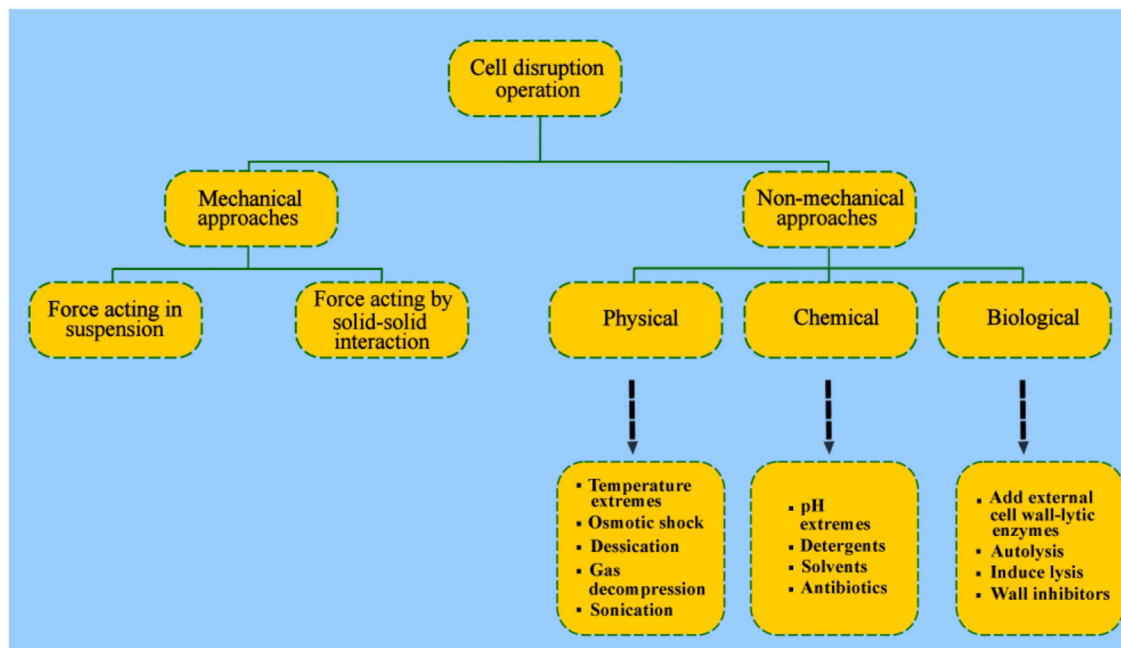 Cell disruption
operation
Mechanical
approaches
Non-mechanical
approaches
Force acting in
suspension
Force acting by
solid-solid
interaction
Physical
Chemical
Biological
▪ Temperature
extremes
▪ Osmotic shock
▪ Dessication
▪ Gas
decompression
▪ Sonication
▪ pH
extremes
▪ Detergents
▪ Solvents
▪ Antibiotics
▪ Add external
cell wall-lytic
enzymes
▪ Autolysis
▪ Induce lysis
▪ Wall inhibitors